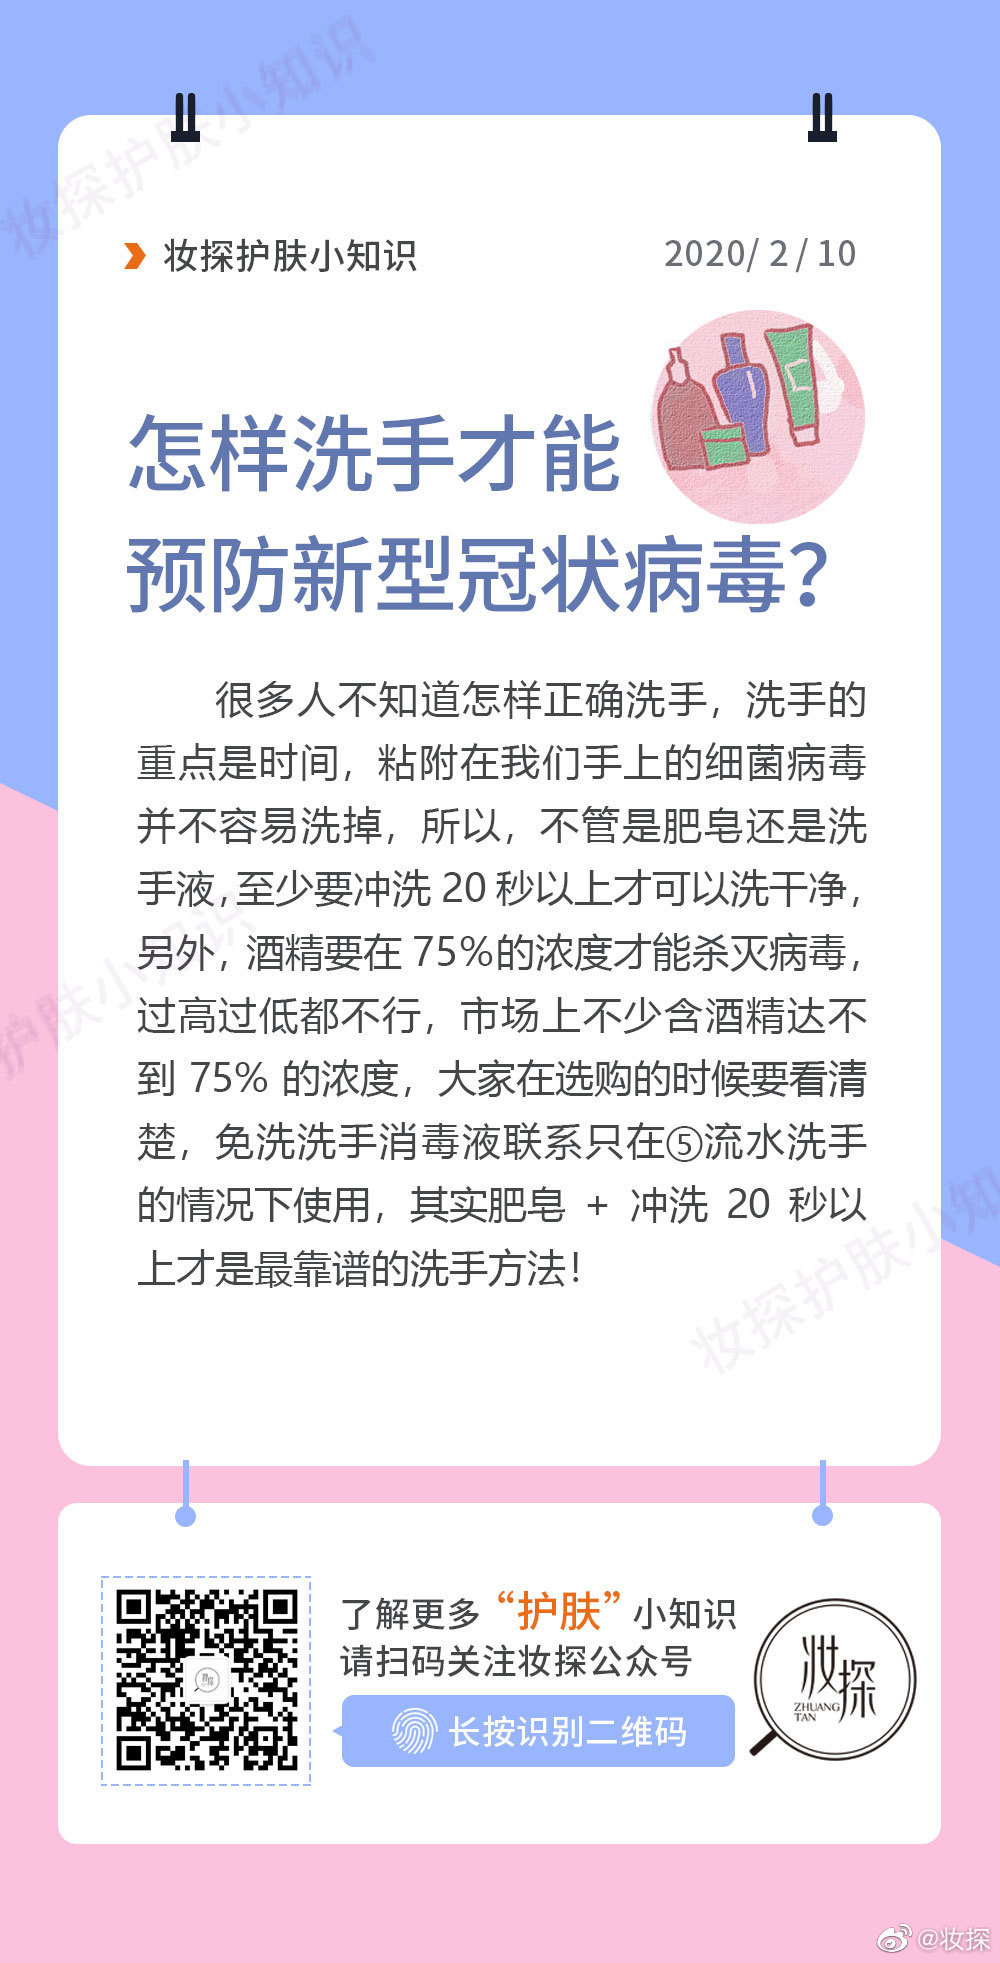 妆探护肤小知识
妆探护肤小知识
2020/ 2 / 10
怎样洗手才能
预防新型冠状病毒？
很多人不知道怎样正确洗手，洗手的
重点是时间，粘附在我们手上的细菌病毒
并不容易洗掉，所以，不管是肥皂还是洗
手液，至少要冲洗 20 秒以上才可以洗干净，
另外，酒精要在 75%的浓度才能杀灭病毒，
过高过低都不行，市场上不少含酒精达不
到 75% 的浓度，大家在选购的时候要看清
楚，免洗洗手消毒液联系只在⑤流水洗手
的情况下使用，其实肥皂 + 冲洗 20 秒以
上才是最靠谱的洗手方法！
护肤小知识
妆探护肤小知
了解更多“护肤”小知识
请扫码关注妆探公众号
长按识别二维码
妆探
ZHUANG
TAN
@妆探